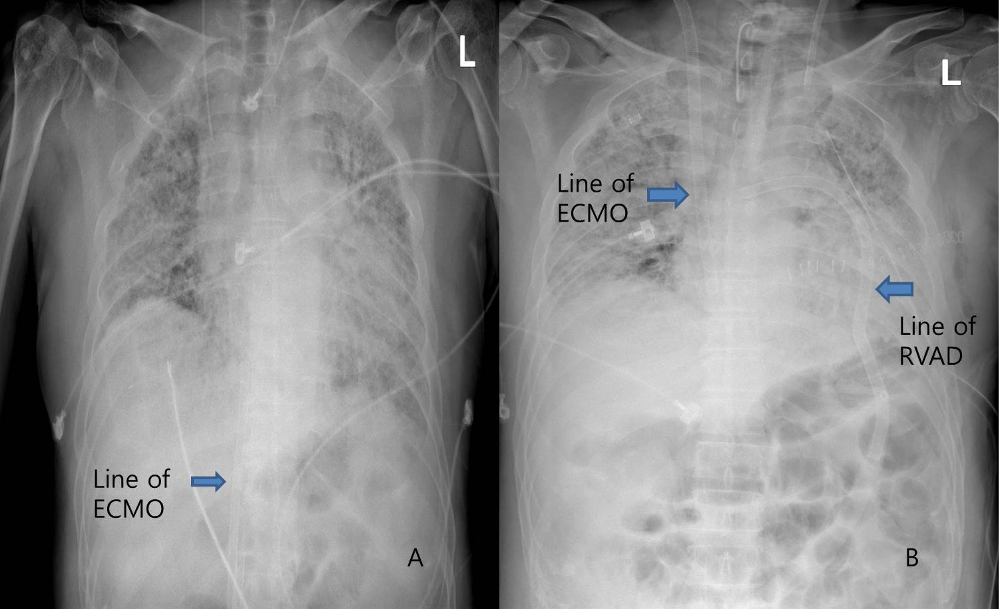 L
Line of
ECMO
A
L
Line of
ECMO
Line of
RVAD
B